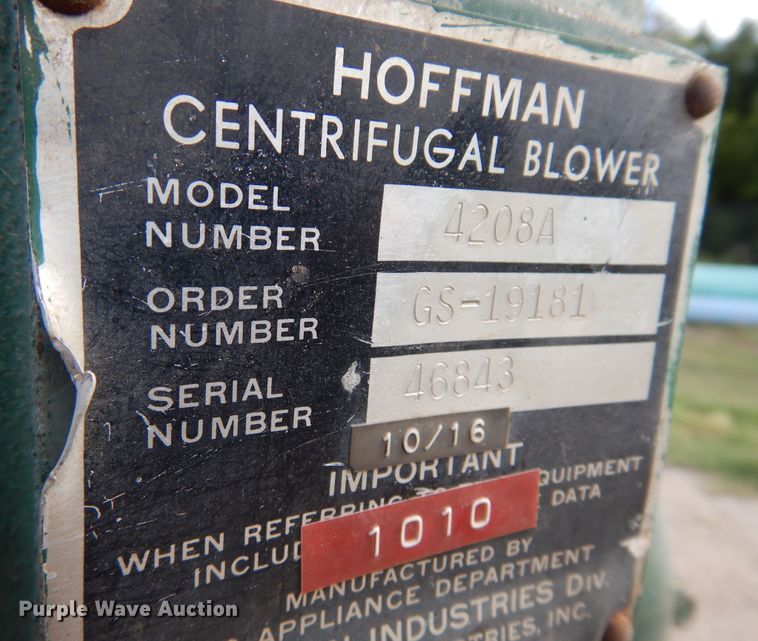 HOFFMAN
CENTRIFUGAL BLOWER
MODEL NUMBER 4208A
ORDER NUMBER GS-19181
SERIAL NUMBER 46843
10/16
IMPORTANT
WHEN REFERRING EQUIPMENT
1010
DATA
MANUFACTURED BY
APPLIANCE DEPARTMENT
INDUSTRIES DIV.
INC.
Purple Wave Auction